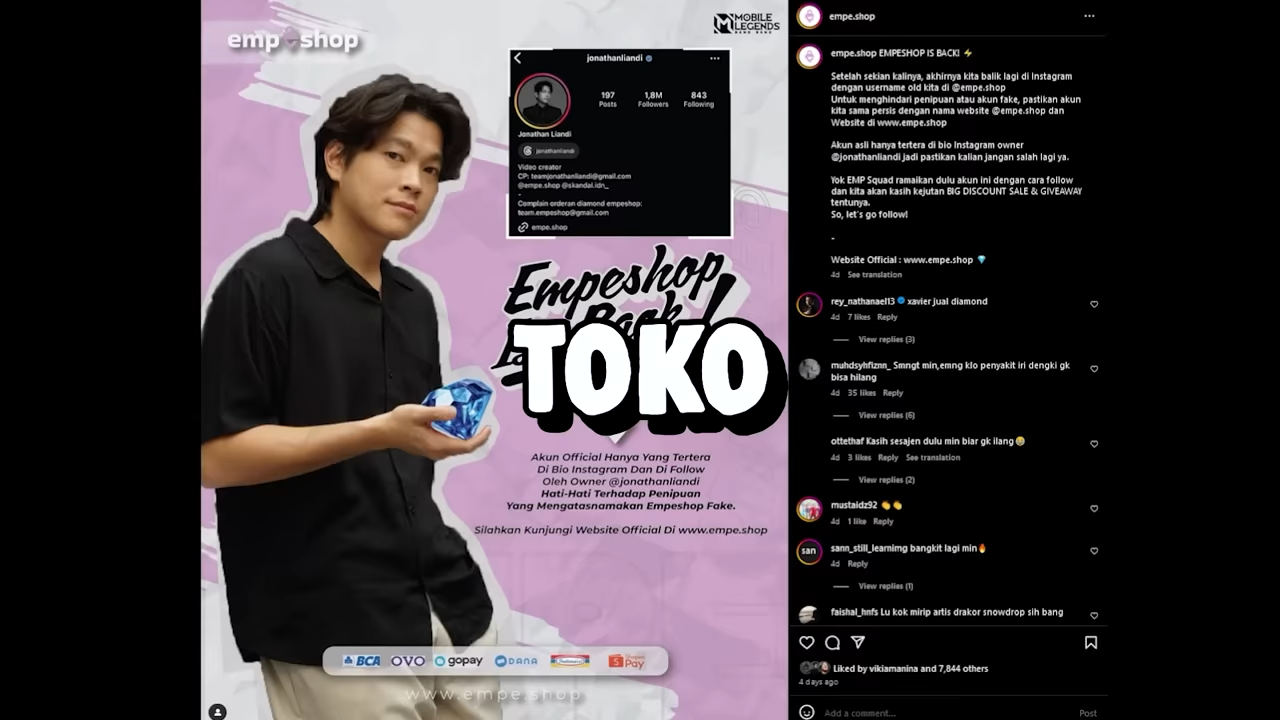 empeshop
MOBILE
LEGENDS
BANG BANG
jonathanliandi
197
1,8M
843
Posts
Followers
Following
Jonathan Liandi
jonathanliandi
Video creator
CP: teamjonathanliandi@gmail.com
@empe.shop @skandal.idn_
-
Complain orderan diamond empeshop:
team.empeshop@gmail.com
empe.shop
Empeshop
Back
TOKO
Akun Official Hanya Yang Tertera
Di Bio Instagram Dan Di Follow
Oleh Owner @jonathanliandi
Hati-Hati Terhadap Penipuan
Yang Mengatasnamakan Empeshop Fake.
Silahkan Kunjungi Website Official Di www.empe.shop
BCA OVO gopay DANA Shopee Pay
www.empe.shop
empe.shop
empe.shop EMPESHOP IS BACK! ⚡
Setelah sekian kalinya, akhirnya kita balik lagi di Instagram
dengan username old kita di @empe.shop
Untuk menghindari penipuan atau akun fake, pastikan akun
kita sama persis dengan nama website @empe.shop dan
Website di www.empe.shop
Akun asli hanya tertera di bio Instagram owner
@jonathanliandi jadi pastikan kalian jangan salah lagi ya.
Yok EMP Squad ramaikan dulu akun ini dengan cara follow
dan kita akan kasih kejutan BIG DISCOUNT SALE & GIVEAWAY
tentunya.
So, let's go follow!
-
Website Official : www.empe.shop 💎
4d See translation
rey_nathanael13 xavier jual diamond
4d 7 likes Reply
View replies (3)
muhdsyhfiznn_ Smngt min,emng klo penyakit iri dengki gk
bisa hilang
4d 35 likes Reply
View replies (6)
ottethaf Kasih sesajen dulu min biar gk ilang😂
4d 3 likes Reply See translation
View replies (2)
mustaidz92 👏👏
4d 1 like Reply
san
sann_still_learnimg bangkit lagi min🔥
4d Reply
View replies (1)
faishal_hnfs Lu kok mirip artis drakor snowdrop sih bang
Liked by vikiamanina and 7,844 others
4 days ago
Add a comment...
Post